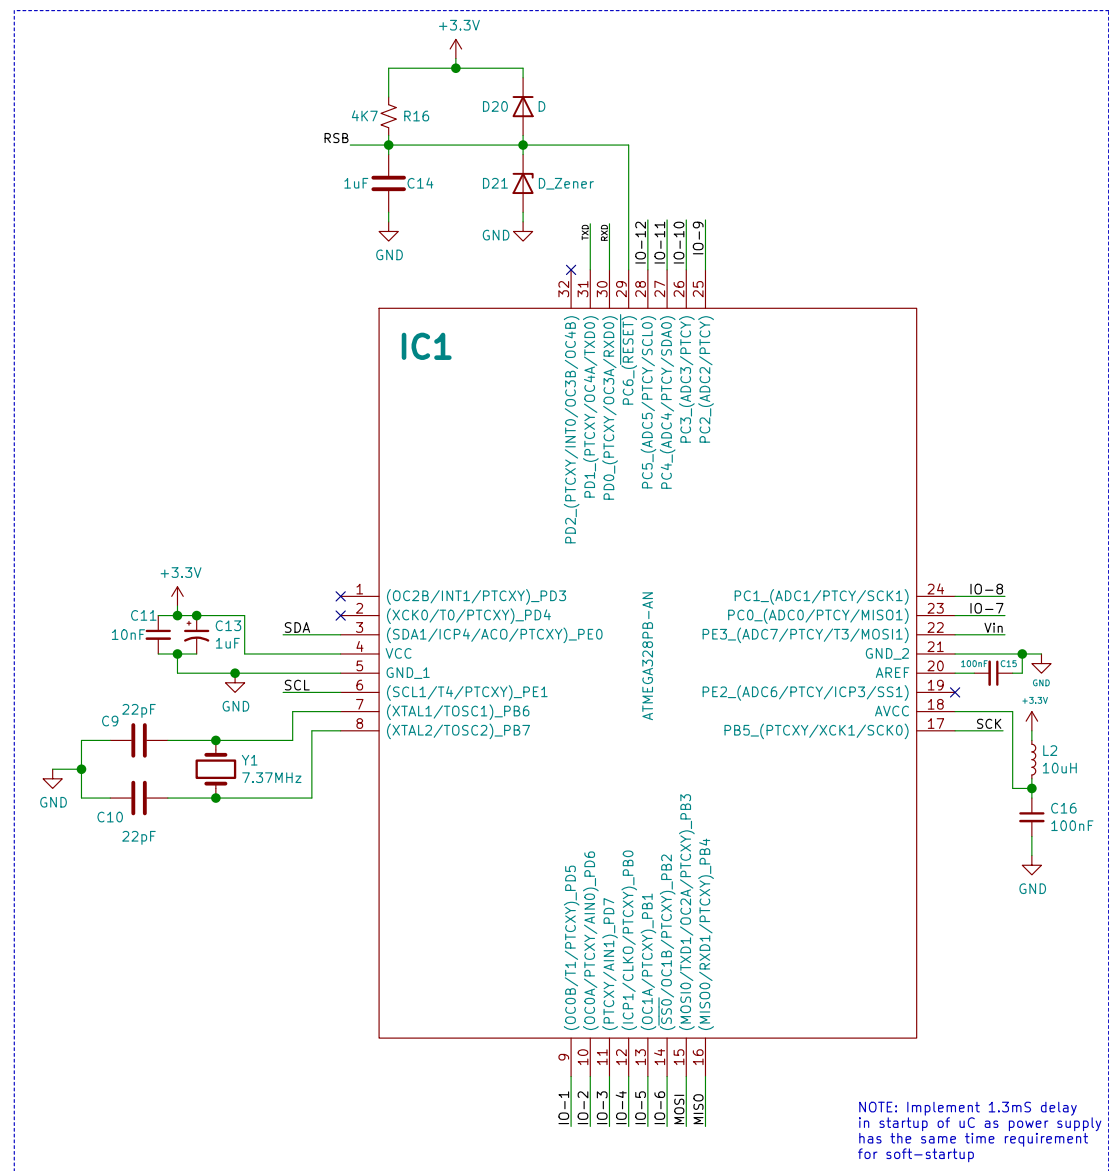 +3.3V
4K7
R16
D20
D
RSB
1uF
C14
D21
D_Zener
GND
GND
TXD
RXD
IO-12
IO-11
IO-10
IO-9
32
31
30
29
28
27
26
25
IC1
PD2_(PTCXY/INT0/OC3B/OC4B)
PD1_(PTCXY/OC4A/TXD0)
PD0_(PTCXY/OC3A/RXD0)
PC6_(RESET)
PC5_(ADC5/PTCY/SCL0)
PC4_(ADC4/PTCY/SDA0)
PC3_(ADC3/PTCY)
PC2_(ADC2/PTCY)
+3.3V
C11
10nF
C13
1uF
+
GND
SDA
SCL
1
2
3
4
5
6
7
8
(OC2B/INT1/PTCXY)_PD3
(XCK0/T0/PTCXY)_PD4
(SDA1/ICP4/AC0/PTCXY)_PE0
VCC
GND_1
(SCL1/T4/PTCXY)_PE1
(XTAL1/TOSC1)_PB6
(XTAL2/TOSC2)_PB7
22pF
C9
Y1
7.37MHz
GND
C10
22pF
ATMEGA328PB-AN
PC1_(ADC1/PTCY/SCK1)
PC0_(ADC0/PTCY/MISO1)
PE3_(ADC7/PTCY/T3/MOSI1)
GND_2
AREF
PE2_(ADC6/PTCY/ICP3/SS1)
AVCC
PB5_(PTCXY/XCK1/SCK0)
24
23
22
21
20
19
18
17
IO-8
IO-7
Vin
100nF
C15
GND
SCK
+3.3V
L2
10uH
C16
100nF
GND
(OC0B/T1/PTCXY)_PD5
(OC0A/PTCXY/AIN0)_PD6
(PTCXY/AIN1)_PD7
(ICP1/CLKO/PTCXY)_PB0
(OC1A/PTCXY)_PB1
(SS0/OC1B/PTCXY)_PB2
(MOSI0/TXD1/OC2A/PTCXY)_PB3
(MISO0/RXD1/PTCXY)_PB4
9
10
11
12
13
14
15
16
IO-1
IO-2
IO-3
IO-4
IO-5
IO-6
MOSI
MISO
NOTE: Implement 1.3mS delay
in startup of uC as power supply
has the same time requirement
for soft-startup